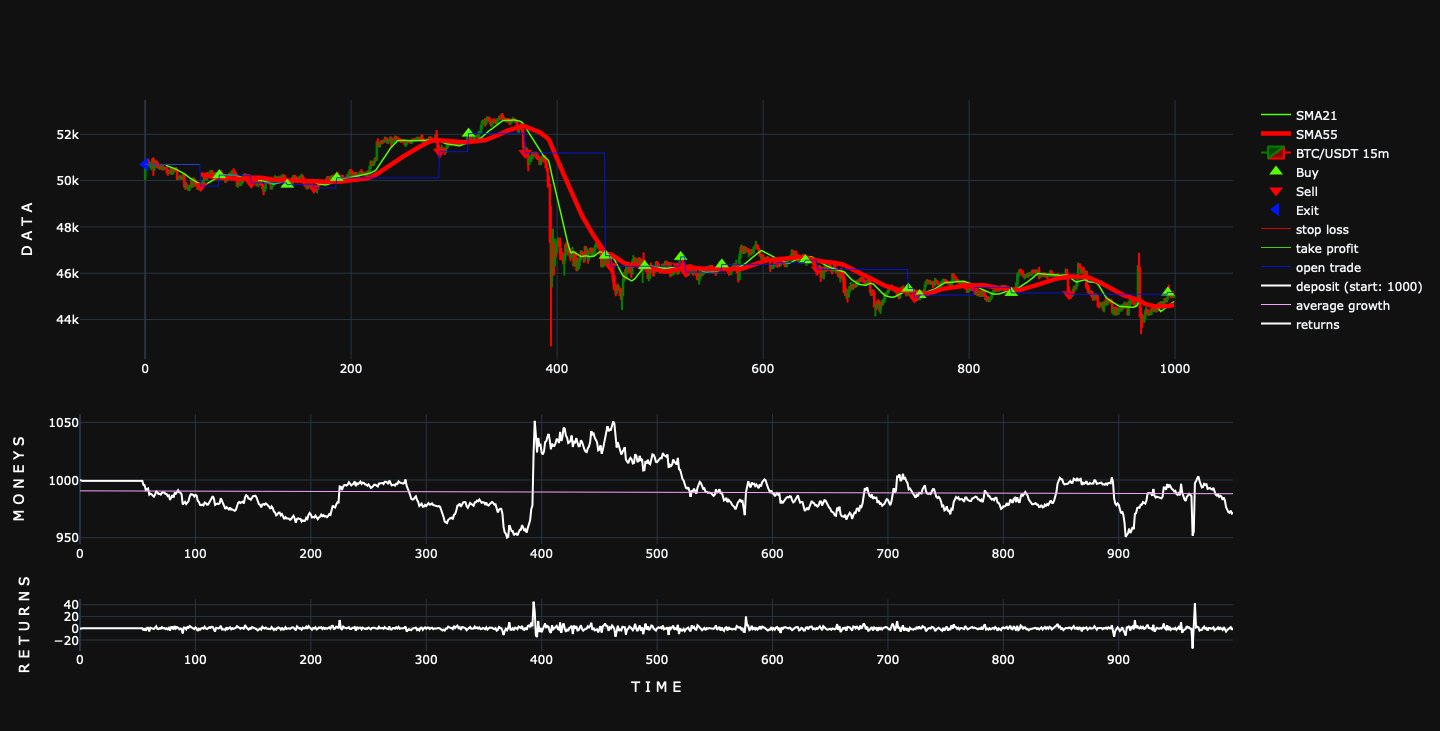 52k
50k
48k
46k
44k
DATA
0 200 400 600 800 1000
SMA21
SMA55
BTC/USDT 15m
Buy
Sell
Exit
stop loss
take profit
open trade
deposit (start: 1000)
average growth
returns
1050
1000
950
MONEYS
0 100 200 300 400 500 600 700 800 900
40
20
0
−20
RETURNS
0 100 200 300 400 500 600 700 800 900
TIME